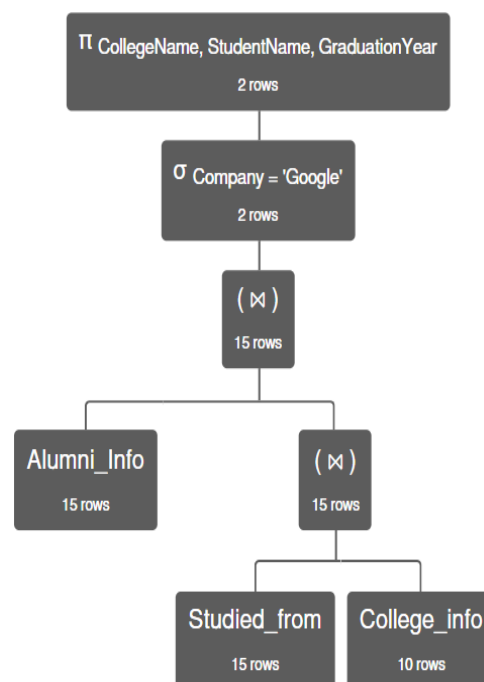 π CollegeName, StudentName, GraduationYear
2 rows
σ Company = 'Google'
2 rows
( ⋈ )
15 rows
Alumni_Info
15 rows
( ⋈ )
15 rows
Studied_from
15 rows
College_info
10 rows